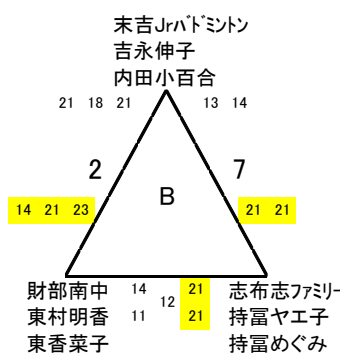 末吉Jrﾊﾞﾄﾞﾐﾝﾄﾝ
吉永伸子
内田小百合
21 18 21 13 14
2 7
B
14 21 23 21 21
財部南中 14 21 志布志ﾌｧﾐﾘｰ
12
東村明香 11 21 持冨ヤエ子
東香菜子 持冨めぐみ